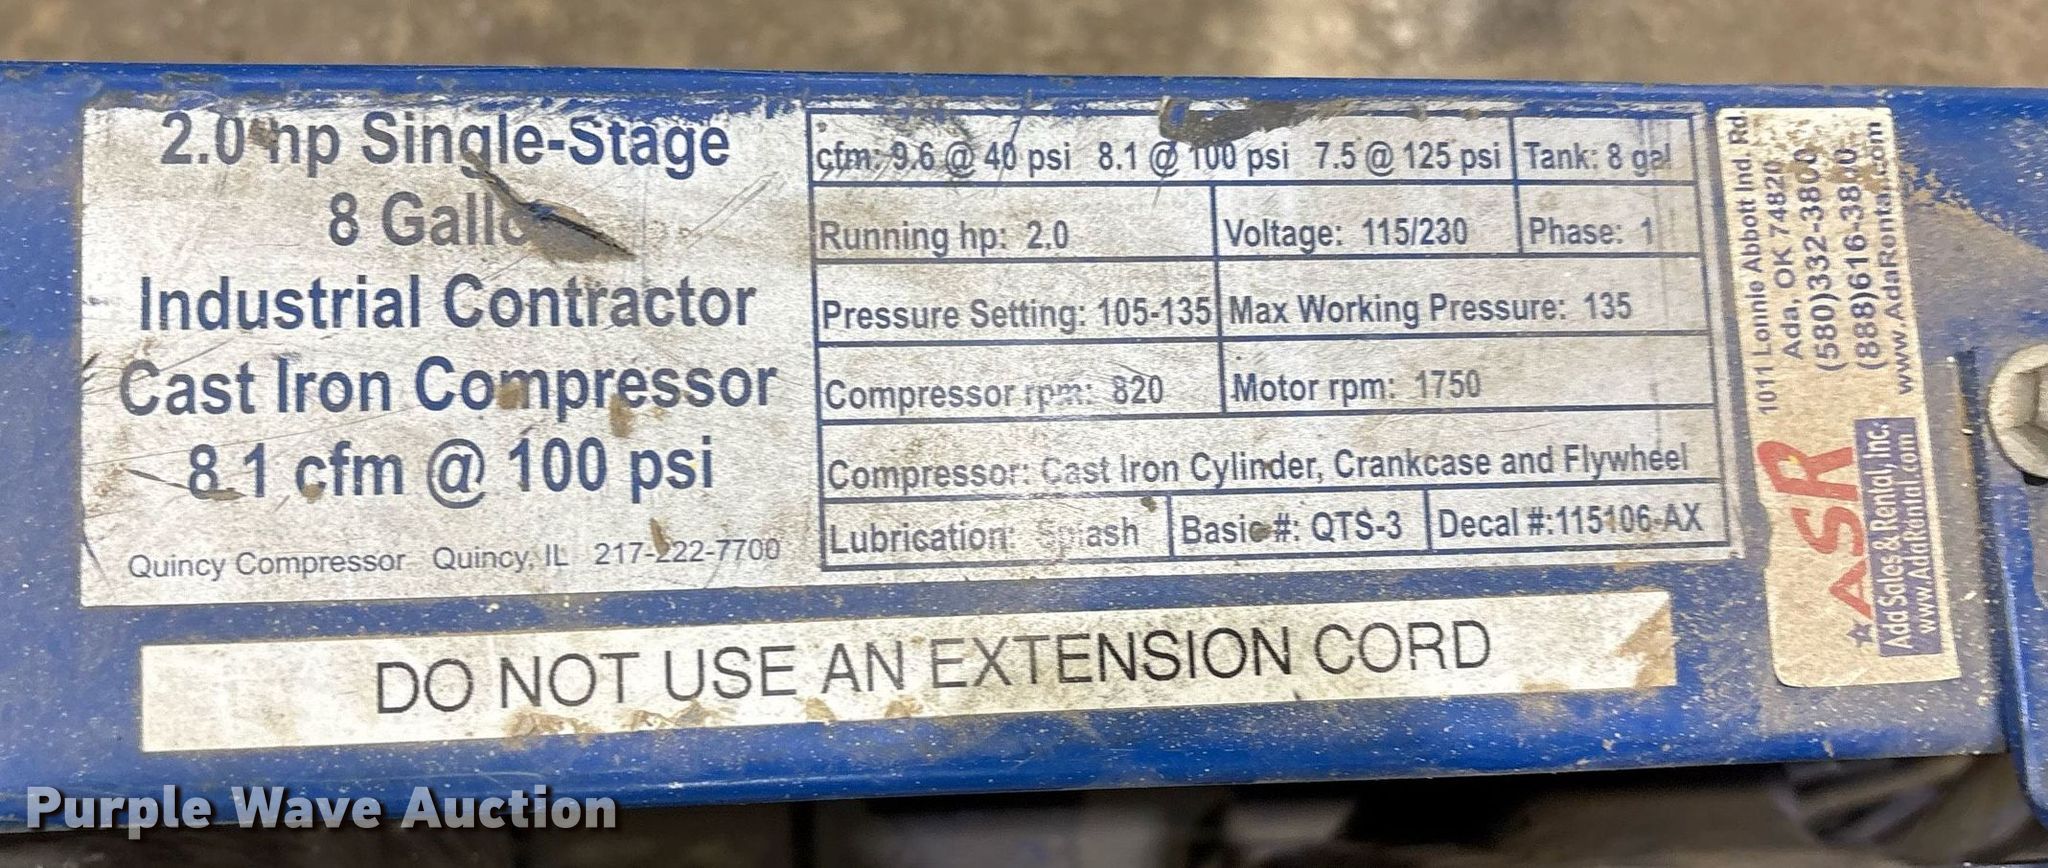 2.0 hp Single-Stage
8 Gallo
Industrial Contractor
Cast Iron Compressor
8.1 cfm @ 100 psi
Quincy Compressor Quincy, IL 217-222-7700
cfm: 9.6 @ 40 psi 8.1 @ 100 psi 7.5 @ 125 psi Tank: 8 gal
Running hp: 2.0 Voltage: 115/230 Phase: 1
Pressure Setting: 105-135 Max Working Pressure: 135
Compressor rpm: 820 Motor rpm: 1750
Compressor: Cast Iron Cylinder, Crankcase and Flywheel
Lubrication: Splash Basic #: QTS-3 Decal #:115106-AX
DO NOT USE AN EXTENSION CORD
ASR
Add Sales & Rental, Inc.
www.AdaRental.com
1011 Lonnie Abbott Ind Rd.
Ada, OK 74820
(580)332-3800
(888)616-3800
www.AdaRental.com
Purple Wave Auction